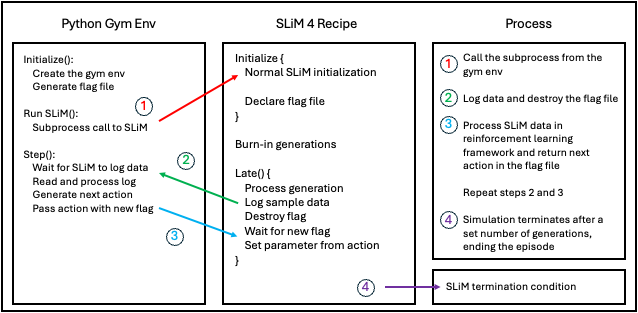 Python Gym Env
Initialize():
Create the gym env
Generate flag file
Run SLiM():
Subprocess call to SLiM
Step():
Wait for SLiM to log data
Read and process log
Generate next action
Pass action with new flag
1
2
3
SLiM 4 Recipe
Initialize {
Normal SLiM initialization
Declare flag file
}
Burn-in generations
Late() {
Process generation
Log sample data
Destroy flag
Wait for new flag
Set parameter from action
}
4
Process
1 Call the subprocess from the
gym env
2 Log data and destroy the flag file
3 Process SLiM data in
reinforcement learning
framework and return next
action in the flag file
Repeat steps 2 and 3
4 Simulation terminates after a
set number of generations,
ending the episode
SLiM termination condition